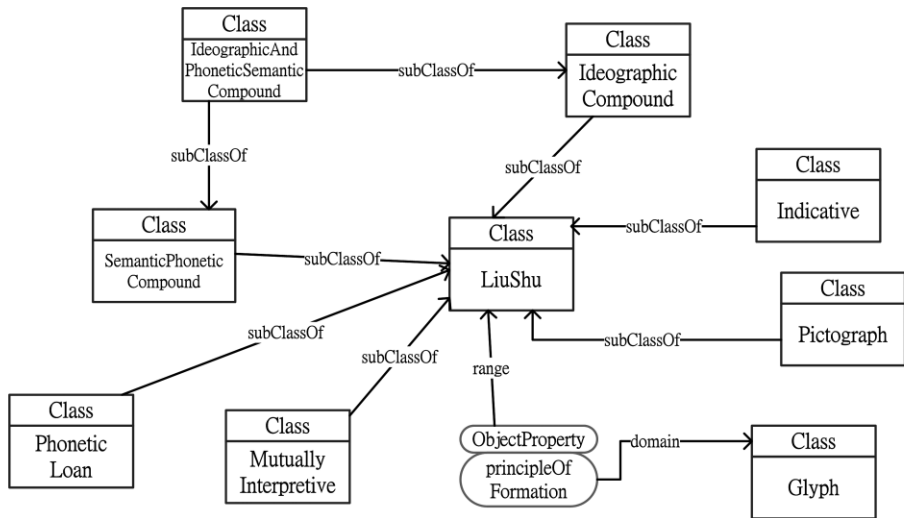 Class
IdeographicAnd
PhoneticSemantic
Compound
subClassOf
Class
Ideographic
Compound
subClassOf
subClassOf
Class
Indicative
subClassOf
Class
SemanticPhonetic
Compound
subClassOf
Class
LiuShu
Class
Pictograph
subClassOf
subClassOf
subClassOf
range
Class
Phonetic
Loan
Class
Mutually
Interpretive
ObjectProperty
principleOf
Formation
domain
Class
Glyph